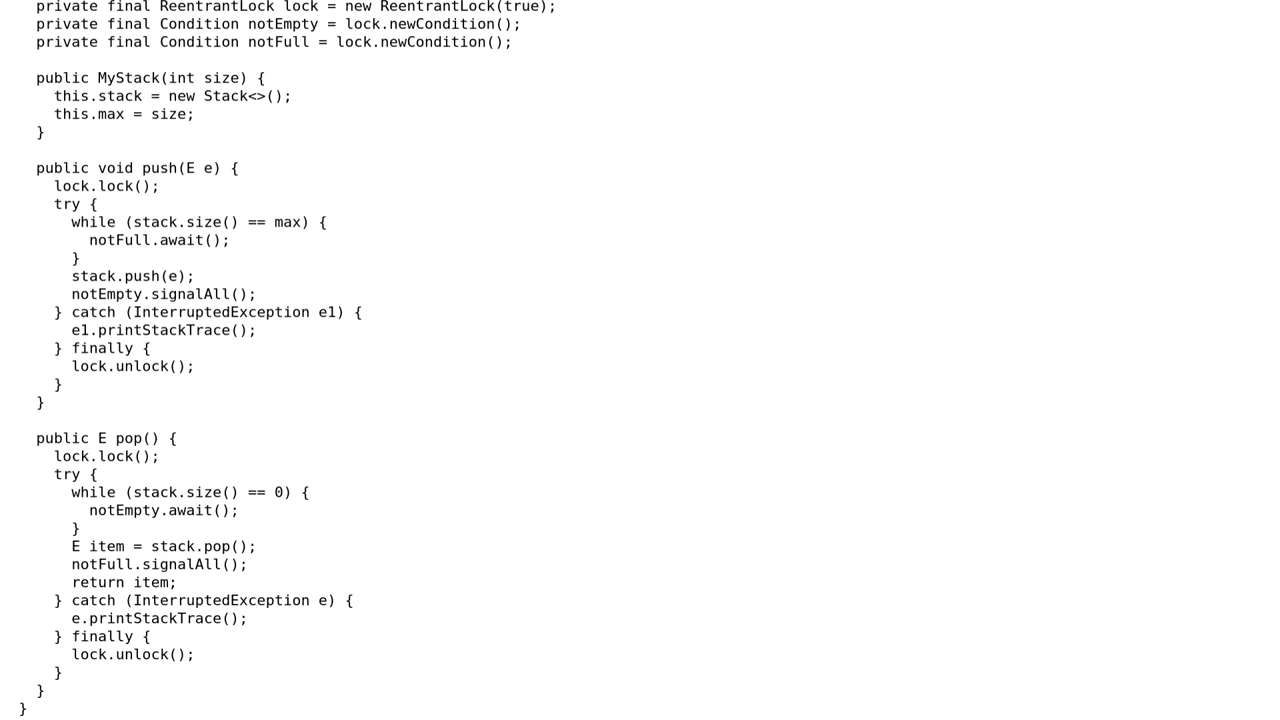 private final ReentrantLock lock = new ReentrantLock(true);
private final Condition notEmpty = lock.newCondition();
private final Condition notFull = lock.newCondition();
public MyStack(int size) {
this.stack = new Stack<>();
this.max = size;
}
public void push(E e) {
lock.lock();
try {
while (stack.size() == max) {
notFull.await();
}
stack.push(e);
notEmpty.signalAll();
} catch (InterruptedException e1) {
e1.printStackTrace();
} finally {
lock.unlock();
}
}
public E pop() {
lock.lock();
try {
while (stack.size() == 0) {
notEmpty.await();
}
E item = stack.pop();
notFull.signalAll();
return item;
} catch (InterruptedException e) {
e.printStackTrace();
} finally {
lock.unlock();
}
}
}